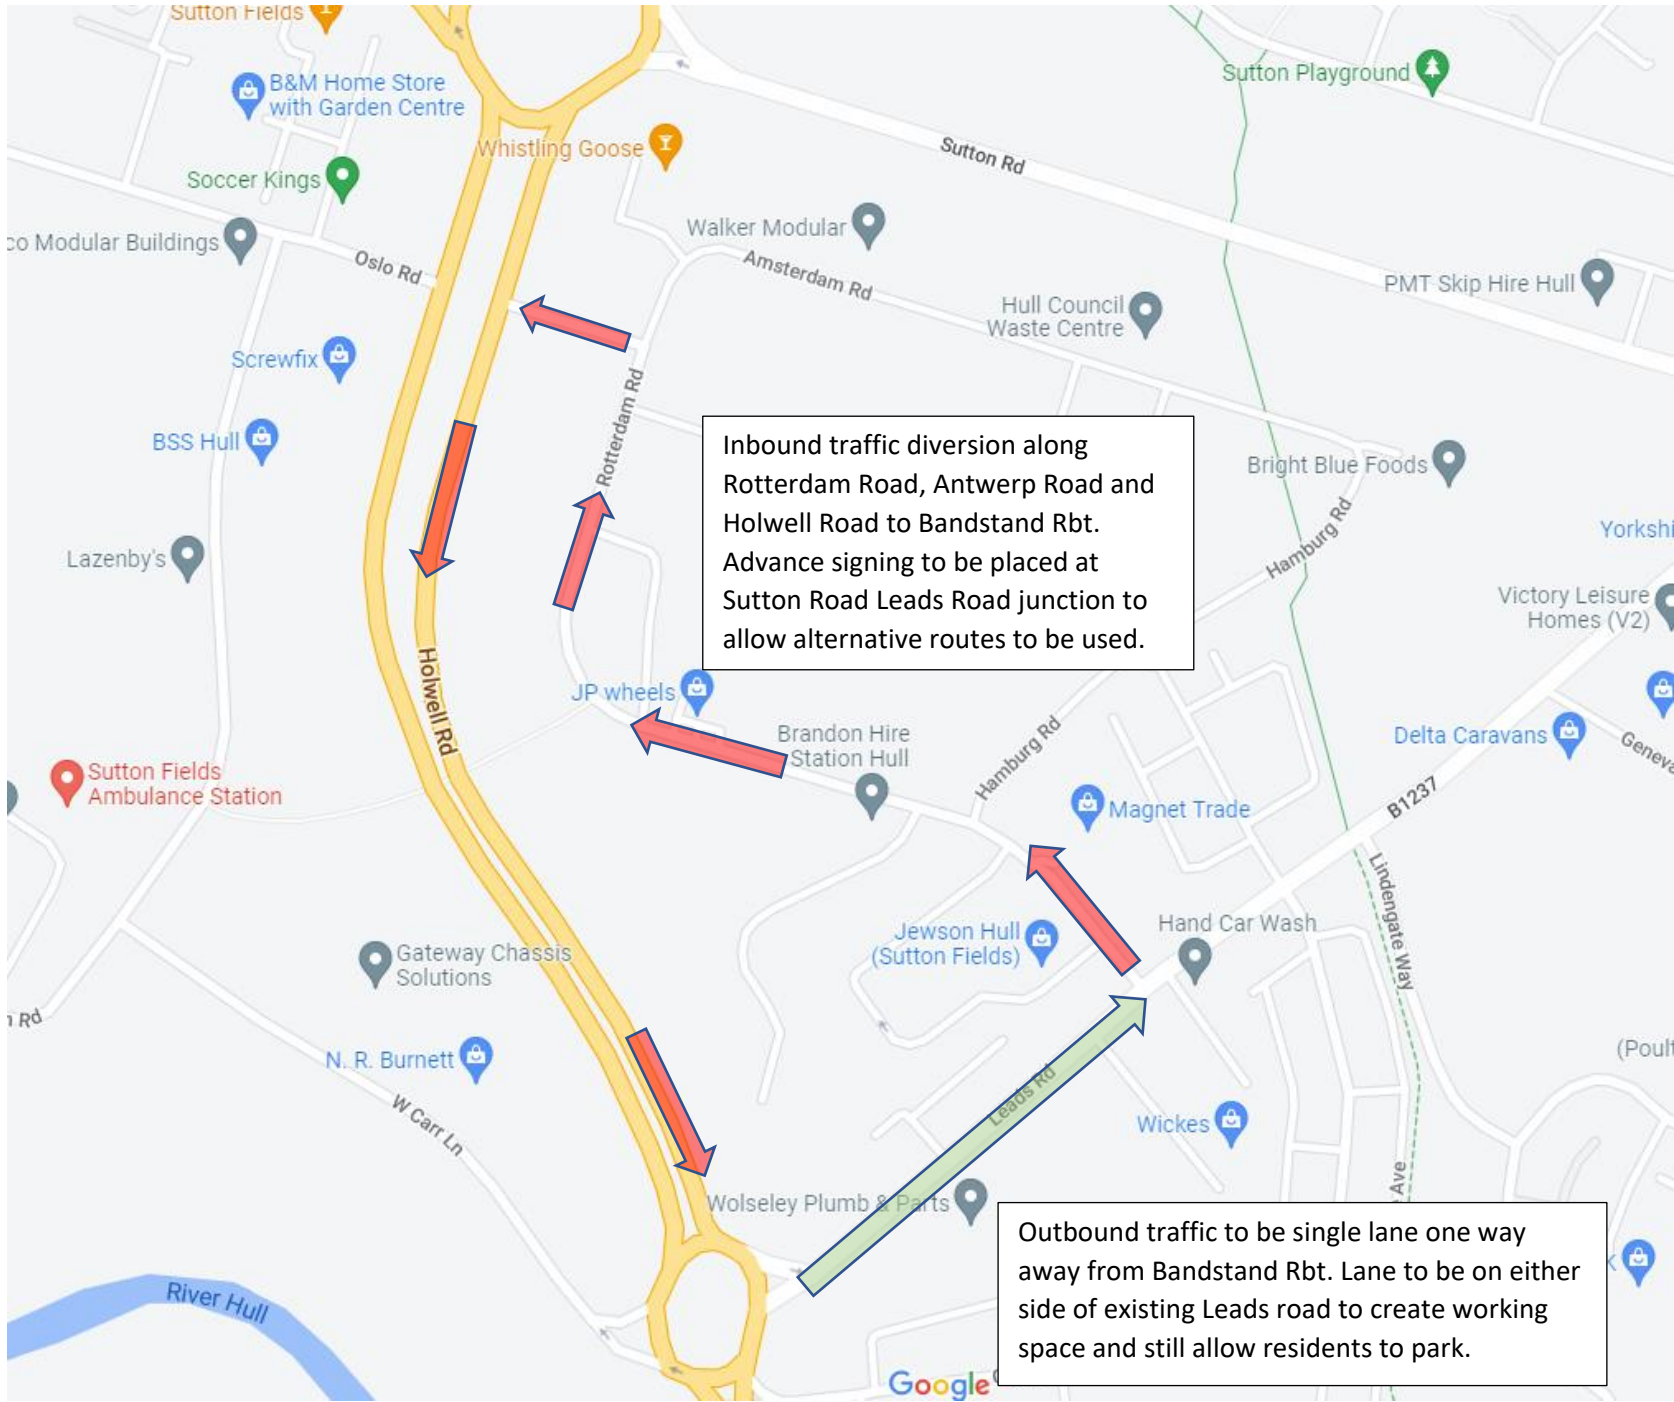 Sutton Fields
B&M Home Store
with Garden Centre
Sutton Playground
Whistling Goose
Sutton Rd
Soccer Kings
co Modular Buildings
Walker Modular
Oslo Rd
Amsterdam Rd
PMT Skip Hire Hull
Hull Council
Waste Centre
Screwfix
Rotterdam Rd
BSS Hull
Inbound traffic diversion along
Rotterdam Road, Antwerp Road and
Holwell Road to Bandstand Rbt.
Advance signing to be placed at
Sutton Road Leads Road junction to
allow alternative routes to be used.
Bright Blue Foods
Hamburg Rd
Yorkshi
Lazenby's
Victory Leisure
Homes (V2)
Holwell Rd
JP wheels
Brandon Hire
Station Hull
Hamburg Rd
Delta Caravans
Geneva
Sutton Fields
Ambulance Station
Magnet Trade
B1237
Lindengate Way
Hand Car Wash
Jewson Hull
(Sutton Fields)
Gateway Chassis
Solutions
n Rd
N. R. Burnett
(Poult
Leads Rd
W Carr Ln
Wickes
Wolseley Plumb & Parts
Ave
Outbound traffic to be single lane one way
away from Bandstand Rbt. Lane to be on either
side of existing Leads road to create working
space and still allow residents to park.
River Hull
Google